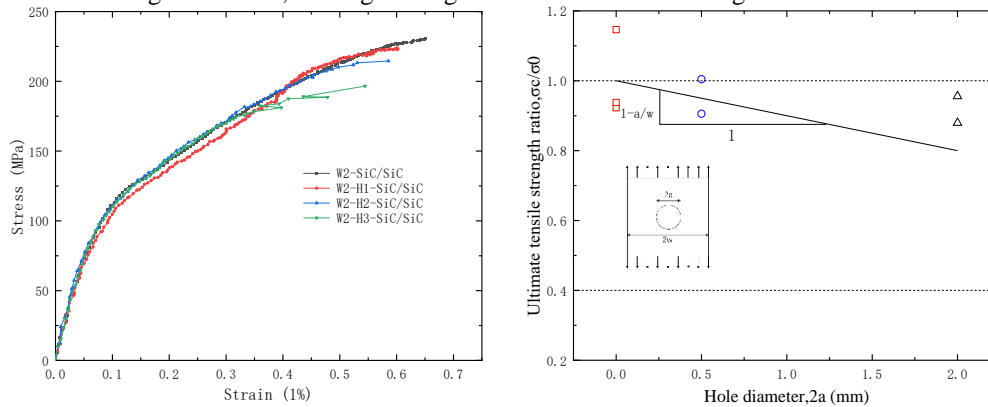 Stress (MPa)
250
200
150
100
50
0
W2-SiC/SiC
W2-H1-SiC/SiC
W2-H2-SiC/SiC
W2-H3-SiC/SiC
0.0 0.1 0.2 0.3 0.4 0.5 0.6 0.7
Strain (1%)
Ultimate tensile strength ratio,σc/σ0
1.2
1.0
0.8
0.6
0.4
0.2
1-a/w
1
2a
2w
0.0 0.5 1.0 1.5 2.0
Hole diameter,2a (mm)